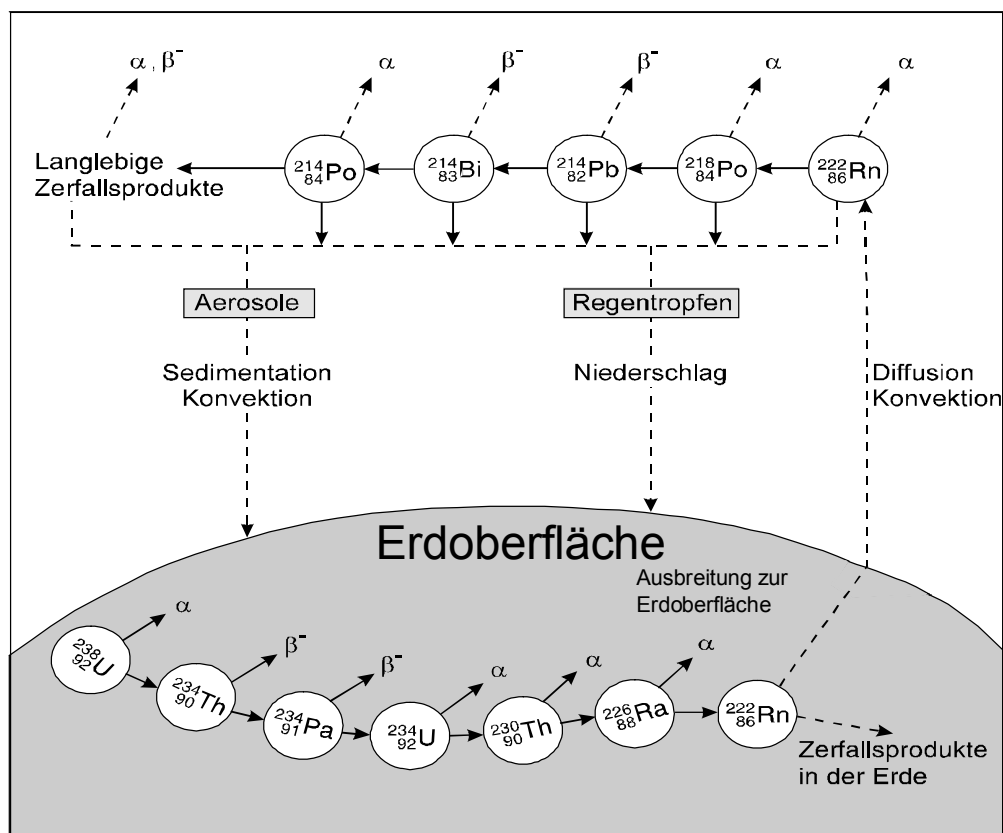 α , β⁻ α β⁻ β⁻ α α
Langlebige
Zerfallsprodukte
²¹⁴₈₄Po ²¹⁴₈₃Bi ²¹⁴₈₂Pb ²¹⁸₈₄Po ²²²₈₆Rn
Aerosole Regentropfen
Sedimentation
Konvektion
Niederschlag
Diffusion
Konvektion
Erdoberfläche
Ausbreitung zur
Erdoberfläche
α β⁻ β⁻ α α α
²³⁸₉₂U ²³⁴₉₀Th ²³⁴₉₁Pa ²³⁴₉₂U ²³⁰₉₀Th ²²⁶₈₈Ra ²²²₈₆Rn
Zerfallsprodukte
in der Erde